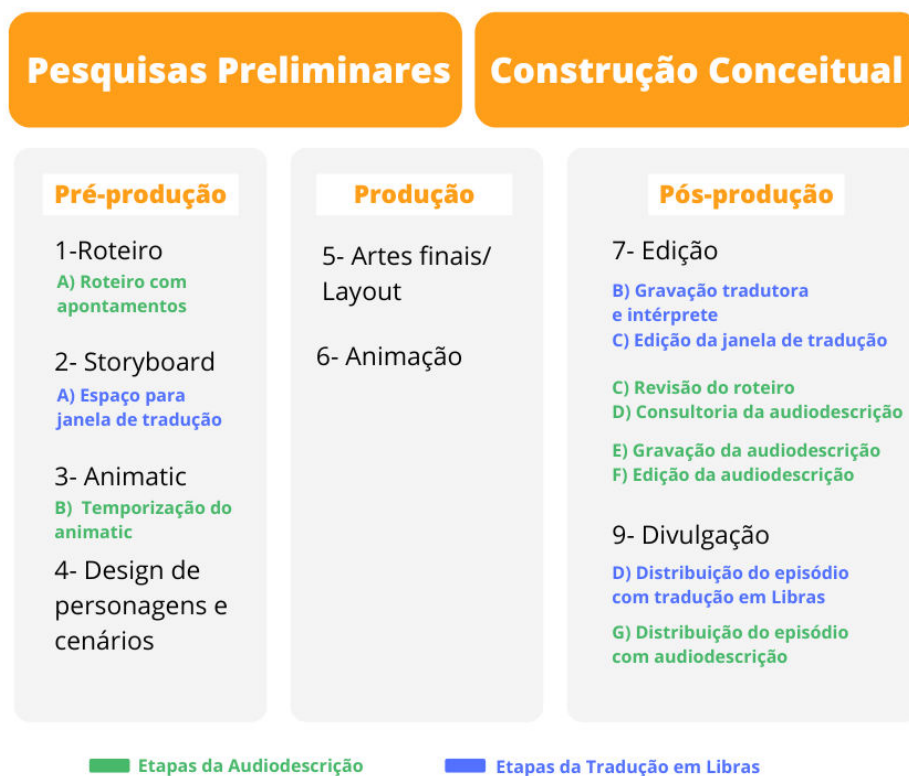 Pesquisas Preliminares
Construção Conceitual
Pré-produção
1-Roteiro
A) Roteiro com
apontamentos
2- Storyboard
A) Espaço para
janela de tradução
3- Animatic
B) Temporização do
animatic
4- Design de
personagens e
cenários
Produção
5- Artes finais/
Layout
6- Animação
Pós-produção
7- Edição
B) Gravação tradutora
e intérprete
C) Edição da janela de tradução
C) Revisão do roteiro
D) Consultoria da audiodescrição
E) Gravação da audiodescrição
F) Edição da audiodescrição
9- Divulgação
D) Distribuição do episódio
com tradução em Libras
G) Distribuição do episódio
com audiodescrição
Etapas da Audiodescrição
Etapas da Tradução em Libras